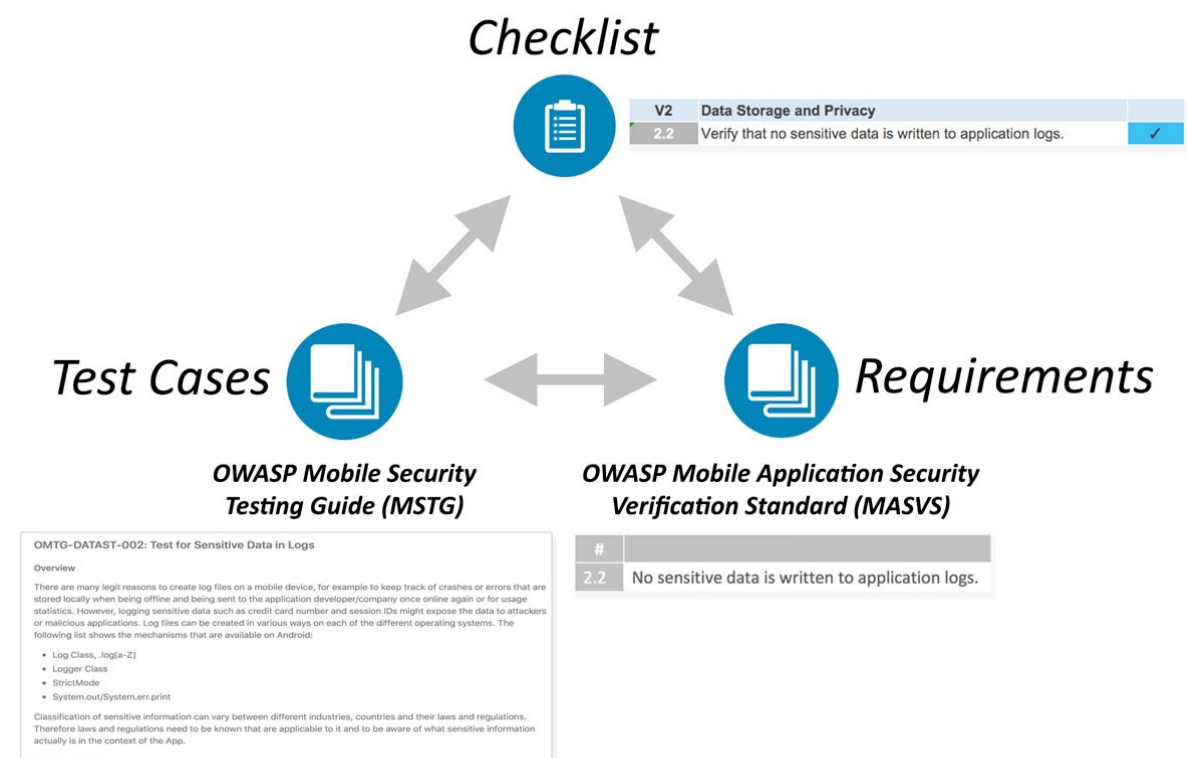 Checklist
V2 Data Storage and Privacy
2.2 Verify that no sensitive data is written to application logs. ✓
Test Cases
Requirements
OWASP Mobile Security
Testing Guide (MSTG)
OWASP Mobile Application Security
Verification Standard (MASVS)
OMTG-DATAST-002: Test for Sensitive Data in Logs
Overview
There are many legit reasons to create log files on a mobile device, for example to keep track of crashes or errors that are
stored locally when being offline and being sent to the application developer/company once online again or for usage
statistics. However, logging sensitive data such as credit card number and session IDs might expose the data to attackers
or malicious applications. Log files can be created in various ways on each of the different operating systems. The
following list shows the mechanisms that are available on Android:
• Log Class, .log[a-Z]
• Logger Class
• StrictMode
• System.out/System.err.print
Classification of sensitive information can vary between different industries, countries and their laws and regulations.
Therefore laws and regulations need to be known that are applicable to it and to be aware of what sensitive information
actually is in the context of the App.
#
2.2 No sensitive data is written to application logs.